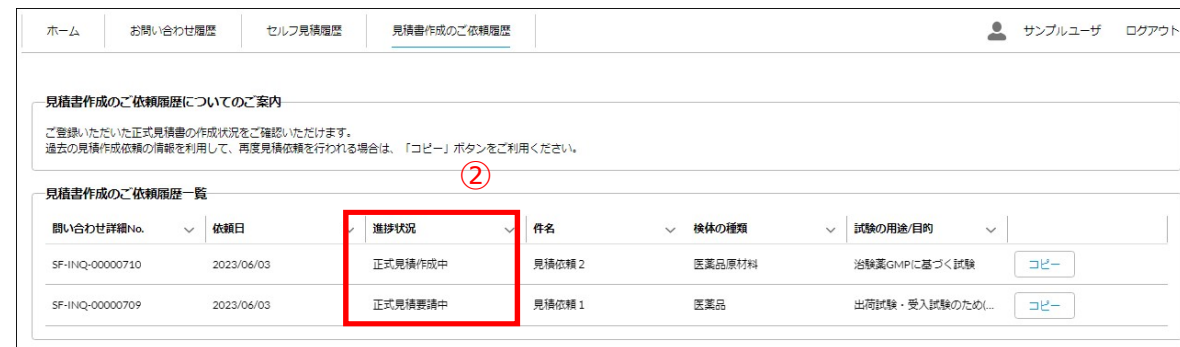 ホーム お問い合わせ履歴 セルフ見積履歴 見積書作成のご依頼履歴 サンプルユーザ ログアウト
見積書作成のご依頼履歴についてのご案内
ご登録いただいた正式見積書の作成状況をご確認いただけます。
過去の見積作成依頼の情報を利用して、再度見積依頼を行われる場合は、「コピー」ボタンをご利用ください。
②
見積書作成のご依頼履歴一覧
問い合わせ詳細No. 依頼日 進捗状況 件名 検体の種類 試験の用途/目的
SF-INQ-00000710 2023/06/03 正式見積作成中 見積依頼２ 医薬品原材料 治験薬GMPに基づく試験 コピー
SF-INQ-00000709 2023/06/03 正式見積要請中 見積依頼１ 医薬品 出荷試験・受入試験のため(... コピー